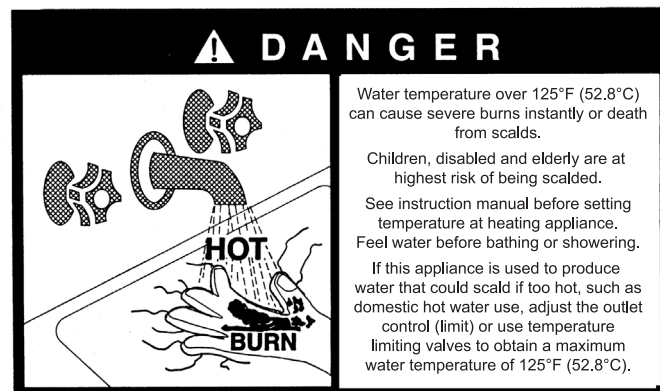 DANGER
HOT
BURN
Water temperature over 125°F (52.8°C)
can cause severe burns instantly or death
from scalds.
Children, disabled and elderly are at
highest risk of being scalded.
See instruction manual before setting
temperature at heating appliance.
Feel water before bathing or showering.
If this appliance is used to produce
water that could scald if too hot, such as
domestic hot water use, adjust the outlet
control (limit) or use temperature
limiting valves to obtain a maximum
water temperature of 125°F (52.8°C).